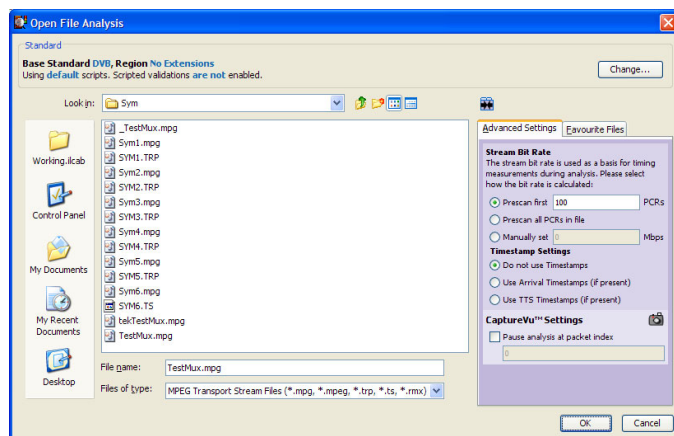 Open File Analysis
Standard
Base Standard DVB, Region No Extensions
Using default scripts. Scripted validations are not enabled.
Change...
Look in: Sym
Working.ilcab
Control Panel
My Documents
My Recent
Documents
Desktop
_TestMux.mpg
Sym1.mpg
SYM1.TRP
Sym2.mpg
SYM2.TRP
Sym3.mpg
SYM3.TRP
Sym4.mpg
SYM4.TRP
Sym5.mpg
SYM5.TRP
Sym6.mpg
SYM6.TS
tekTestMux.mpg
TestMux.mpg
File name: TestMux.mpg
Files of type: MPEG Transport Stream Files (*.mpg, *.mpeg, *.trp, *.ts, *.rmx)
Advanced Settings Favourite Files
Stream Bit Rate
The stream bit rate is used as a basis for timing
measurements during analysis. Please select
how the bit rate is calculated:
Prescan first 100 PCRs
Prescan all PCRs in file
Manually set 0 Mbps
Timestamp Settings
Do not use Timestamps
Use Arrival Timestamps (if present)
Use TTS Timestamps (if present)
CaptureVu™ Settings
Pause analysis at packet index
0
OK Cancel